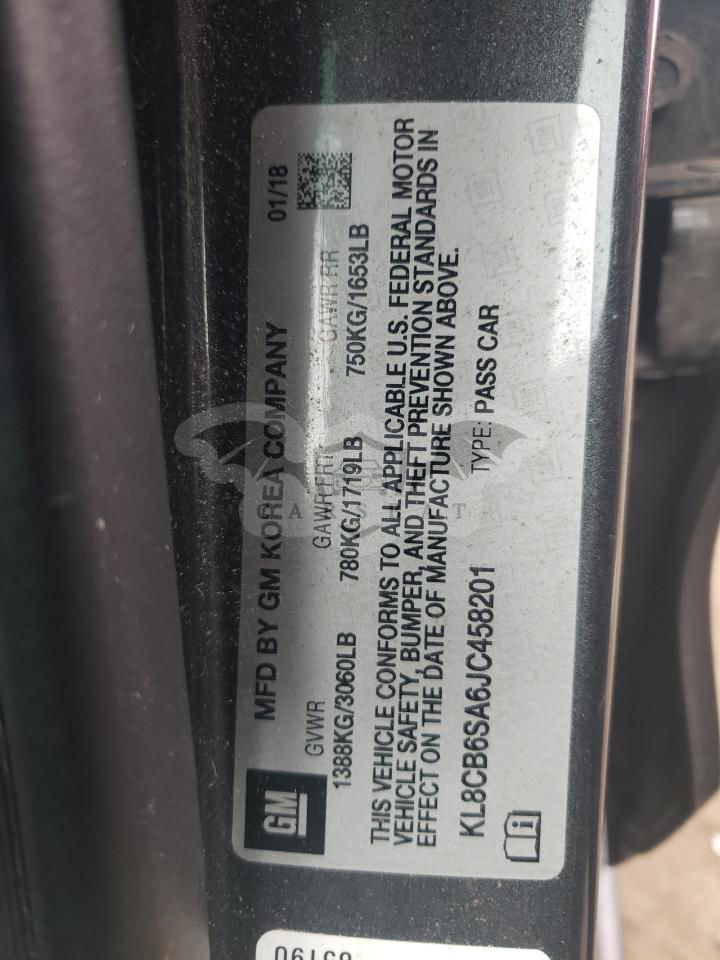 GM
MFD BY GM KOREA COMPANY 01/18
GVWR GAWR FRT GAWR RR
1388KG/3060LB 780KG/1719LB 750KG/1653LB
THIS VEHICLE CONFORMS TO ALL APPLICABLE U.S. FEDERAL MOTOR
VEHICLE SAFETY, BUMPER, AND THEFT PREVENTION STANDARDS IN
EFFECT ON THE DATE OF MANUFACTURE SHOWN ABOVE.
KL8CB6SA6JC458201 TYPE: PASS CAR